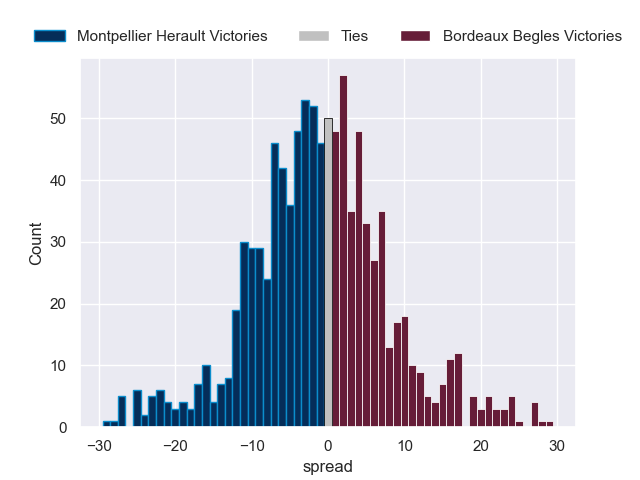 Montpellier Herault Victories Ties Bordeaux Begles Victories
50
40
30
20
10
0
−30 −20 −10 0 10 20 30
Count
spread